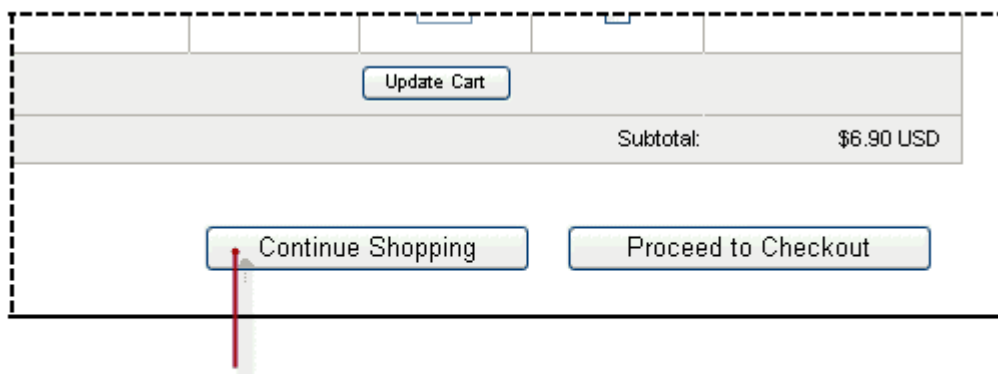 Update Cart
Subtotal: $6.90 USD
Continue Shopping Proceed to Checkout